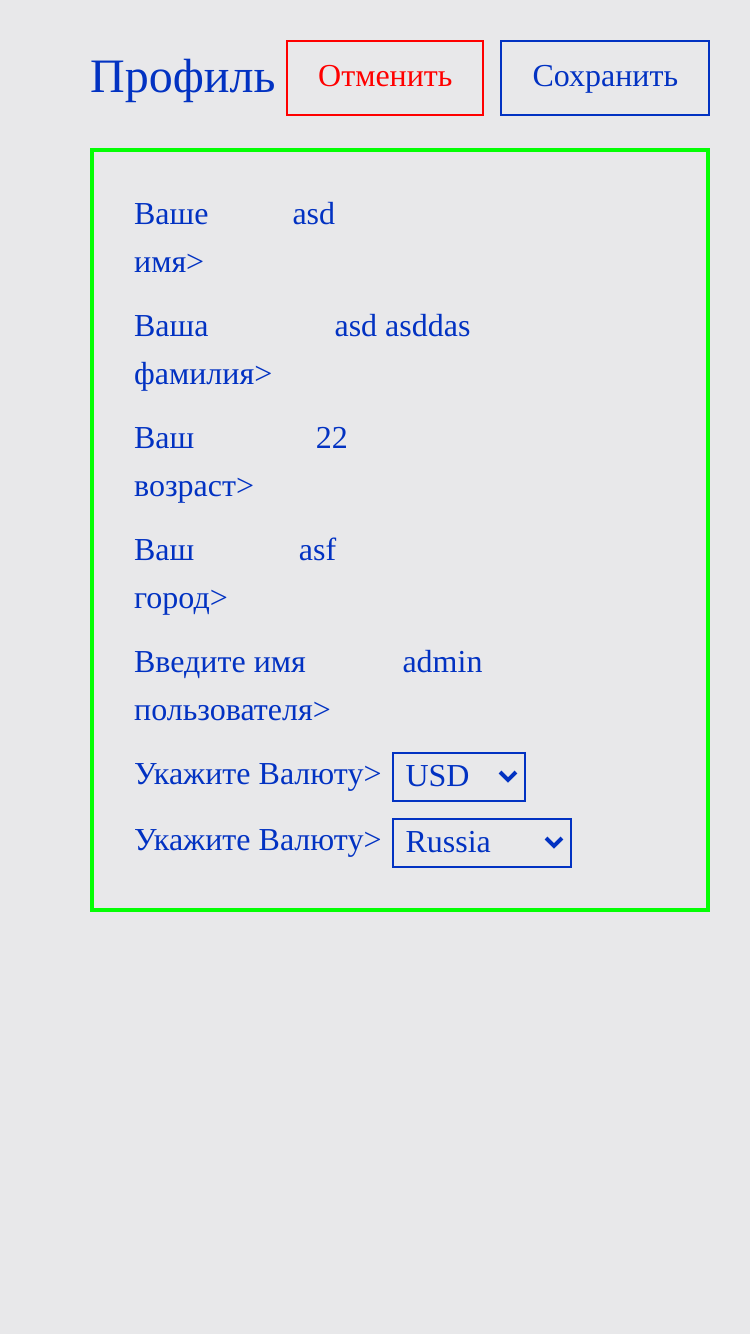 Профиль Отменить Сохранить
Ваше asd
имя>
Ваша asd asddas
фамилия>
Ваш 22
возраст>
Ваш asf
город>
Введите имя admin
пользователя>
Укажите Валюту> USD
Укажите Валюту> Russia